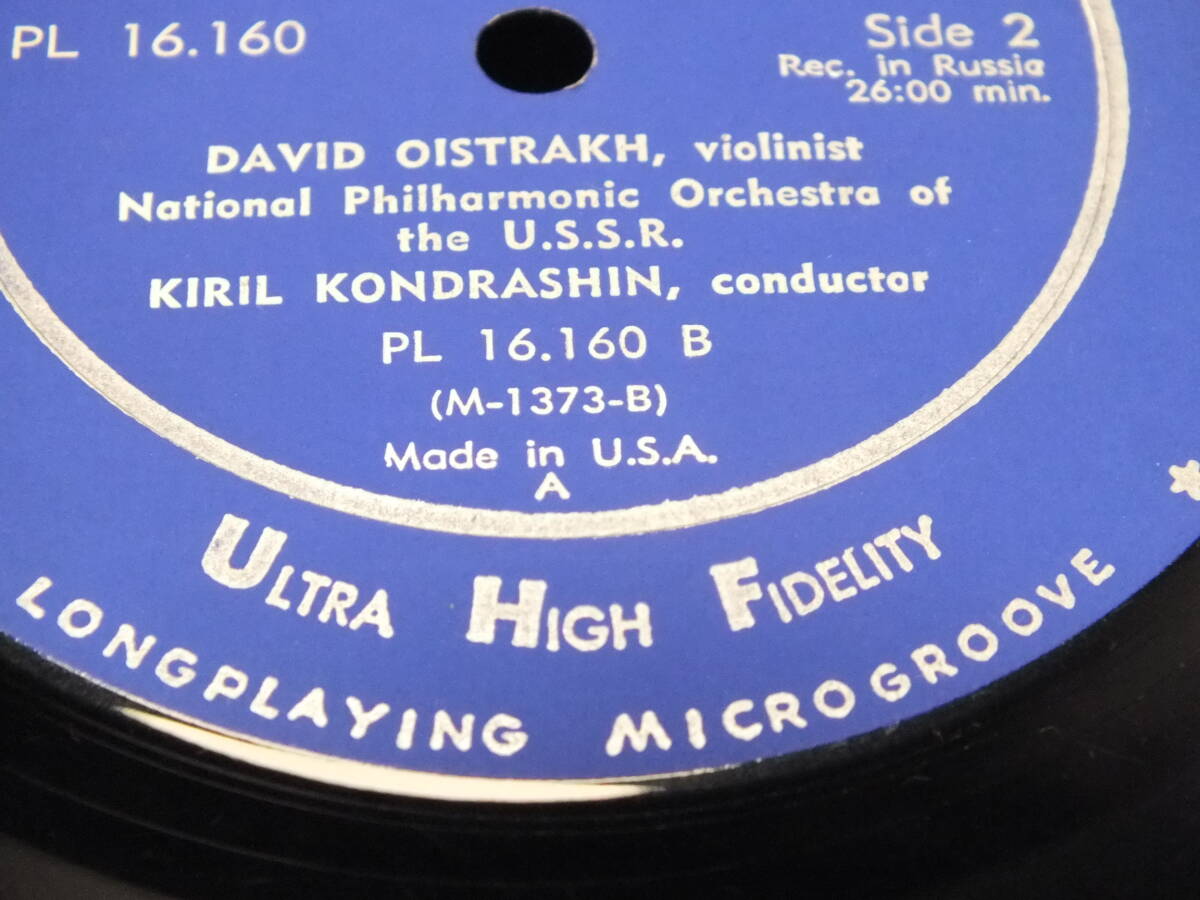 PL 16.160
Side 2
Rec. in Russia
26:00 min.
DAVID OISTRAKH, violinist
National Philharmonic Orchestra of
the U.S.S.R.
KIRIL KONDRASHIN, conductor
PL 16.160 B
(M-1373-B)
Made in U.S.A.
A
ULTRA HIGH FIDELITY
LONGPLAYING MICROGROOVE